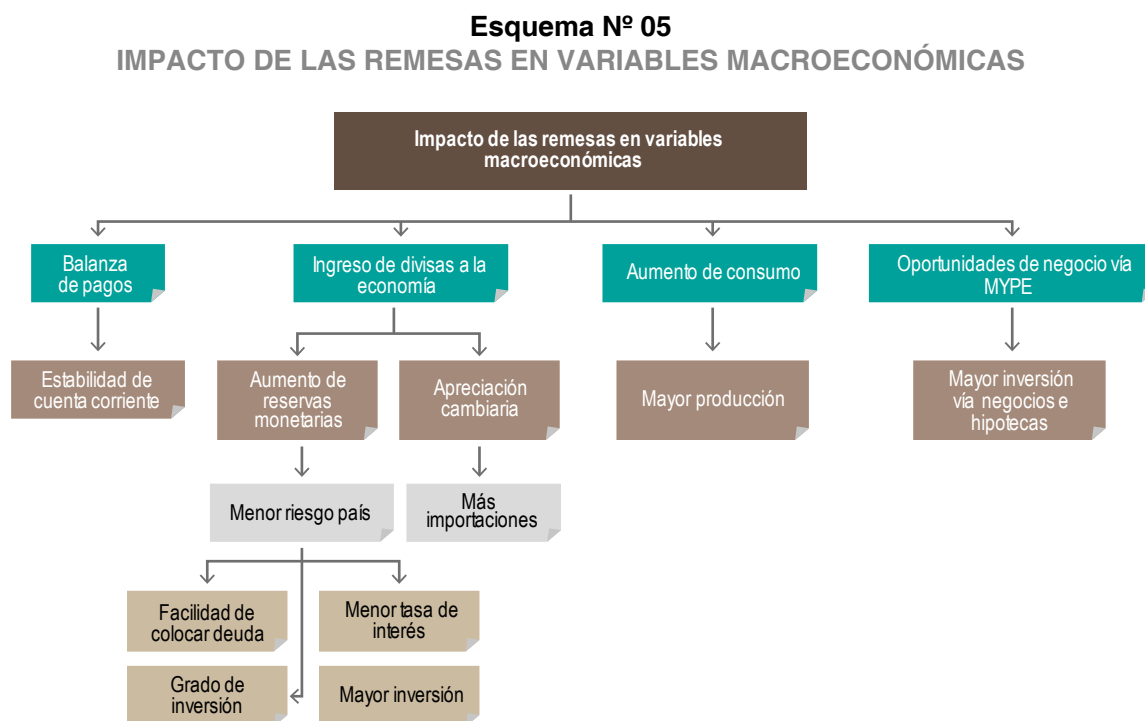 Esquema Nº 05
IMPACTO DE LAS REMESAS EN VARIABLES MACROECONÓMICAS
Impacto de las remesas en variables
macroeconómicas
Balanza
de pagos
Ingreso de divisas a la
economía
Aumento de consumo
Oportunidades de negocio vía
MYPE
Estabilidad de
cuenta corriente
Aumento de
reservas
monetarias
Apreciación
cambiaria
Mayor producción
Mayor inversión
vía negocios e
hipotecas
Menor riesgo país
Más
importaciones
Facilidad de
colocar deuda
Menor tasa de
interés
Grado de
inversión
Mayor inversión